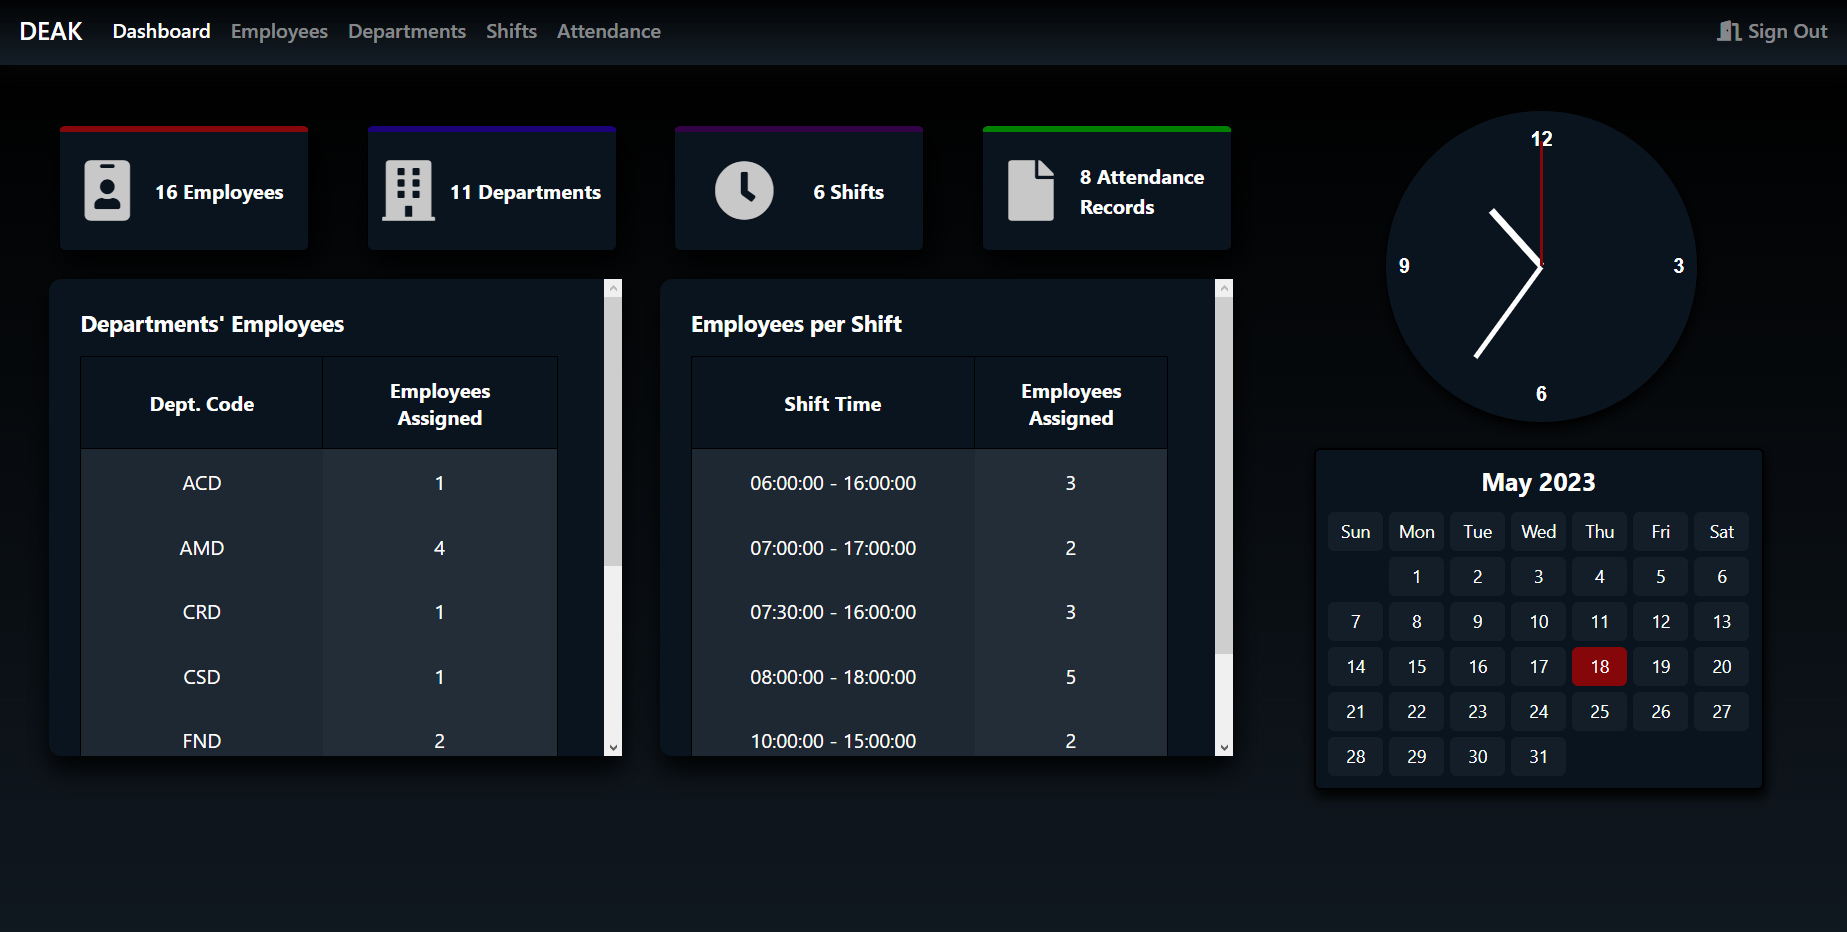 DEAK Dashboard Employees Departments Shifts Attendance Sign Out
16 Employees
11 Departments
6 Shifts
8 Attendance
Records
Departments' Employees
Dept. Code Employees
Assigned
ACD 1
AMD 4
CRD 1
CSD 1
FND 2
Employees per Shift
Shift Time Employees
Assigned
06:00:00 - 16:00:00 3
07:00:00 - 17:00:00 2
07:30:00 - 16:00:00 3
08:00:00 - 18:00:00 5
10:00:00 - 15:00:00 2
12
9 3
6
May 2023
Sun Mon Tue Wed Thu Fri Sat
1 2 3 4 5 6
7 8 9 10 11 12 13
14 15 16 17 18 19 20
21 22 23 24 25 26 27
28 29 30 31